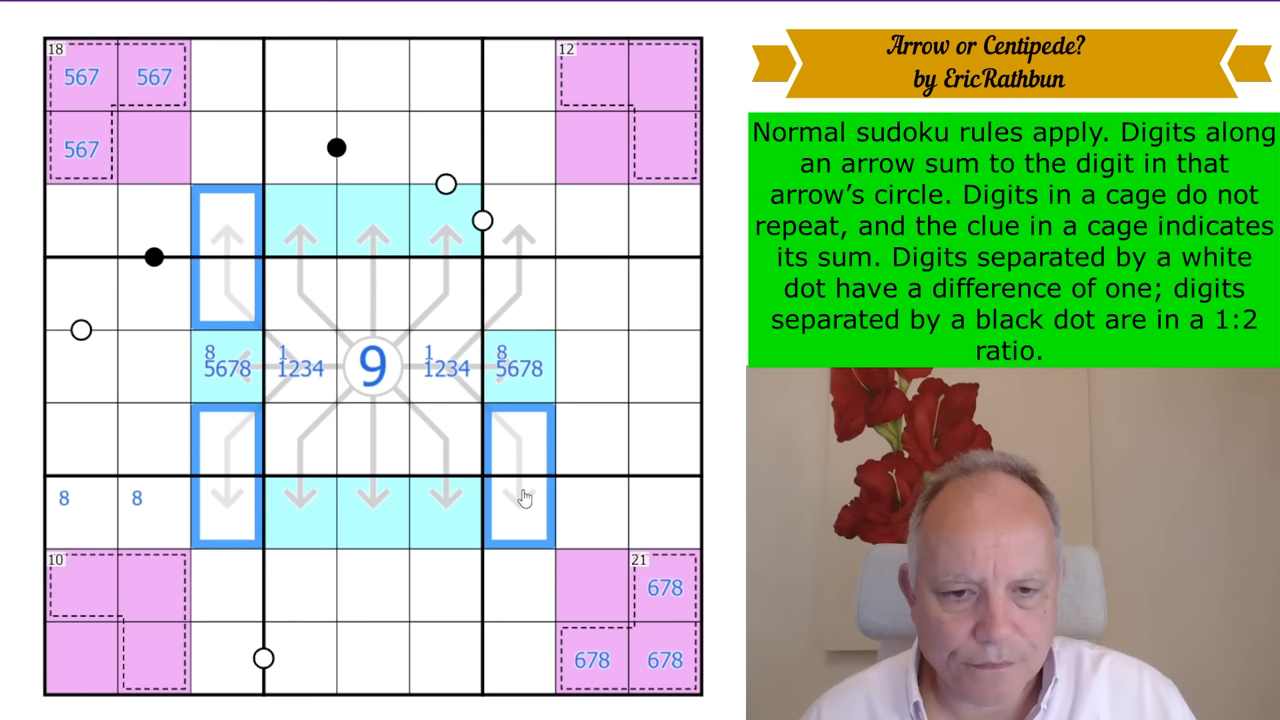 Arrow or Centipede?
by EricRathbun
Normal sudoku rules apply. Digits along
an arrow sum to the digit in that
arrow’s circle. Digits in a cage do not
repeat, and the clue in a cage indicates
its sum. Digits separated by a white
dot have a difference of one; digits
separated by a black dot are in a 1:2
ratio.
18
12
567
567
567
8
1
1
8
5678
1234
9
1234
5678
8
8
10
21
678
678
678